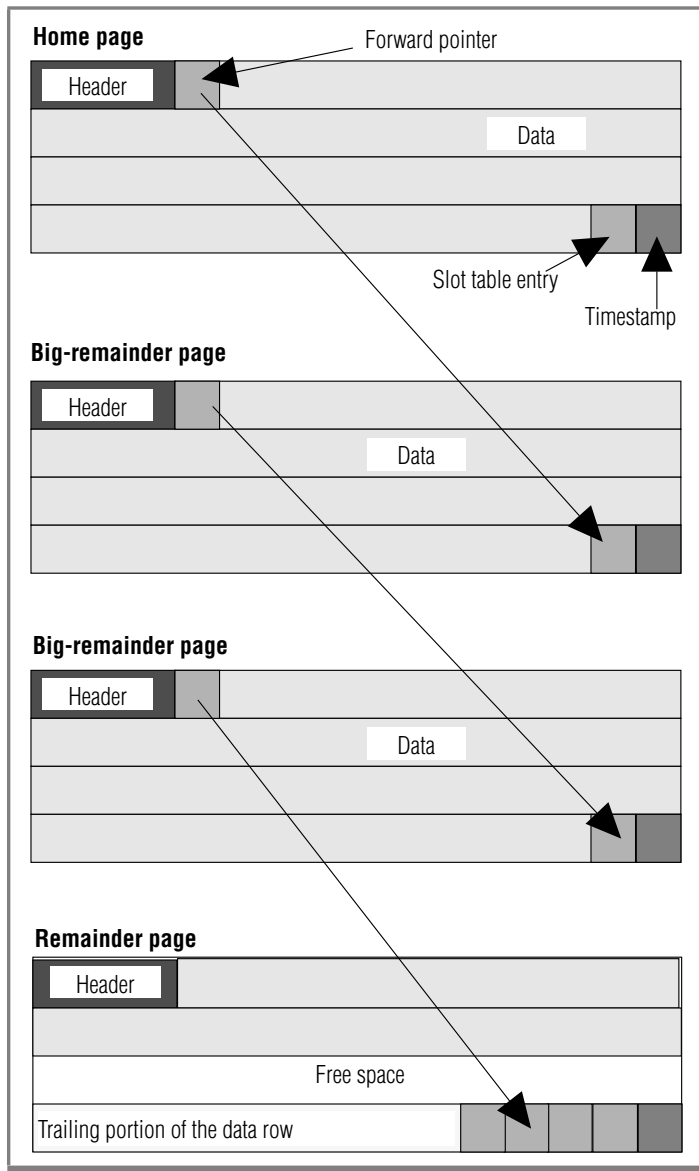 Home page
Forward pointer
Header
Data
Slot table entry
Timestamp
Big-remainder page
Header
Data
Big-remainder page
Header
Data
Remainder page
Header
Free space
Trailing portion of the data row